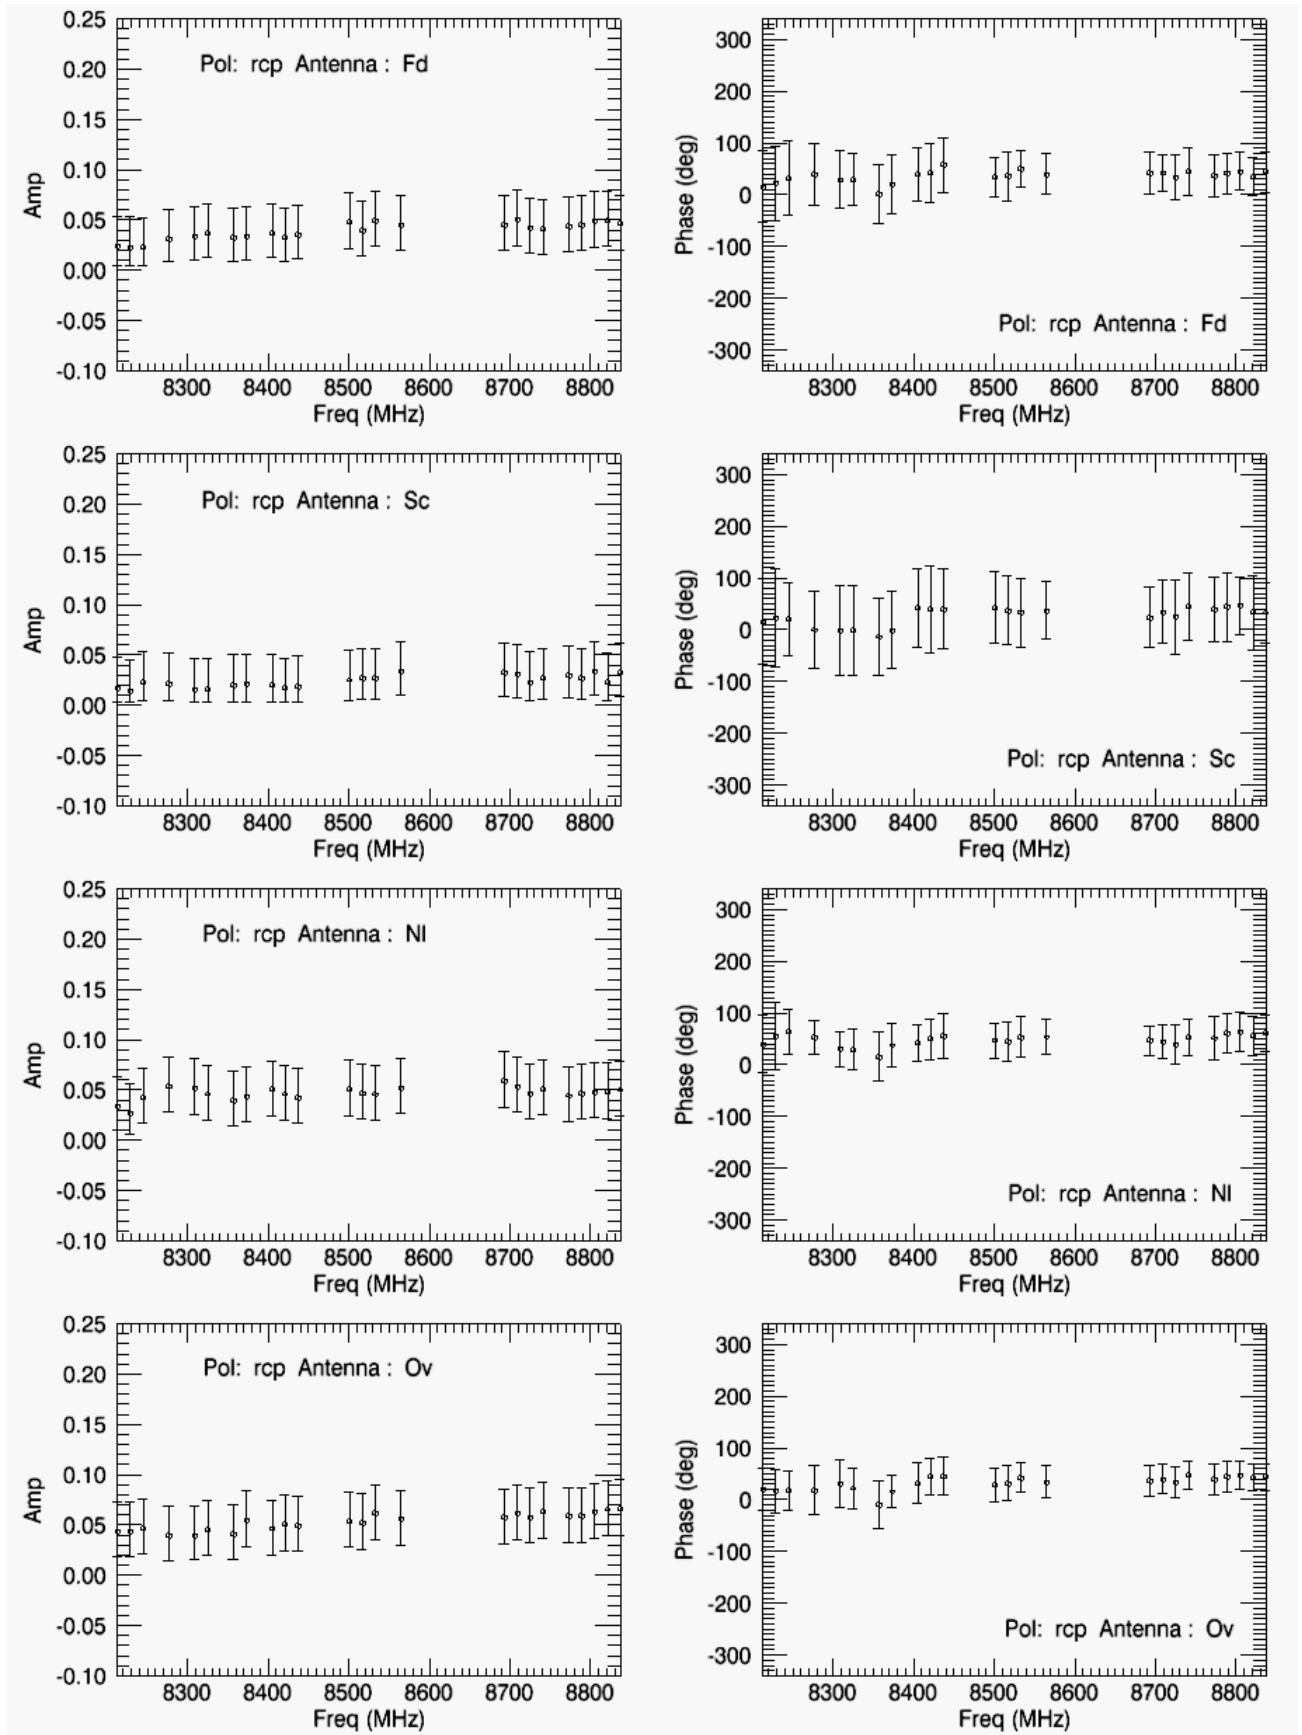 0.25
Pol: rcp Antenna : Fd
0.20
0.15
0.10
0.05
0.00
-0.05
-0.10
Amp
8300 8400 8500 8600 8700 8800
Freq (MHz)
300
200
100
0
-100
-200
-300
Phase (deg)
Pol: rcp Antenna : Fd
8300 8400 8500 8600 8700 8800
Freq (MHz)
0.25
Pol: rcp Antenna : Sc
0.20
0.15
0.10
0.05
0.00
-0.05
-0.10
Amp
8300 8400 8500 8600 8700 8800
Freq (MHz)
300
200
100
0
-100
-200
-300
Phase (deg)
Pol: rcp Antenna : Sc
8300 8400 8500 8600 8700 8800
Freq (MHz)
0.25
Pol: rcp Antenna : Nl
0.20
0.15
0.10
0.05
0.00
-0.05
-0.10
Amp
8300 8400 8500 8600 8700 8800
Freq (MHz)
300
200
100
0
-100
-200
-300
Phase (deg)
Pol: rcp Antenna : Nl
8300 8400 8500 8600 8700 8800
Freq (MHz)
0.25
Pol: rcp Antenna : Ov
0.20
0.15
0.10
0.05
0.00
-0.05
-0.10
Amp
8300 8400 8500 8600 8700 8800
Freq (MHz)
300
200
100
0
-100
-200
-300
Phase (deg)
Pol: rcp Antenna : Ov
8300 8400 8500 8600 8700 8800
Freq (MHz)